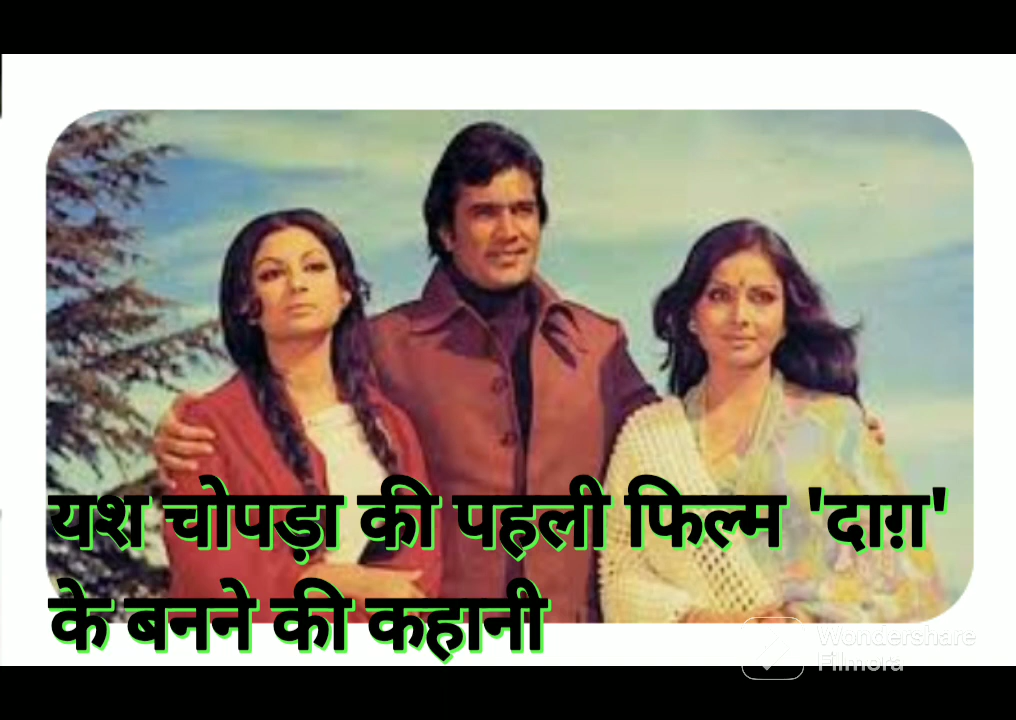 यश चोपड़ा की पहली फिल्म 'दाग़'
के बनने की कहानी
Wondershare
Filmora